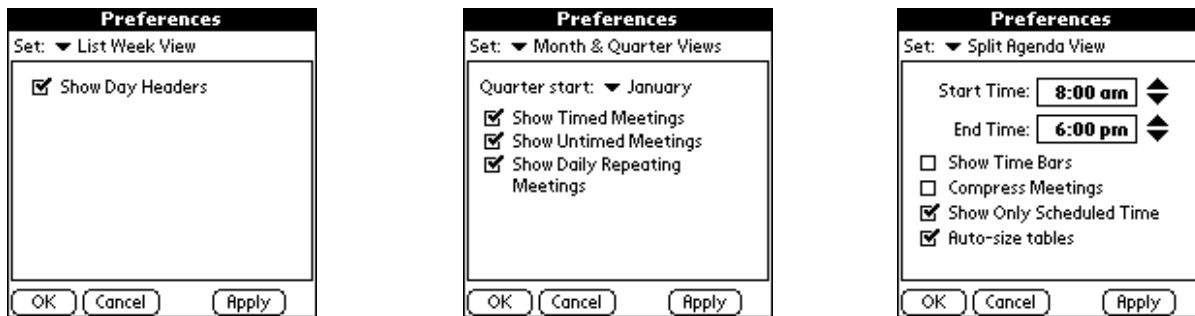 Preferences
Set: List Week View
Show Day Headers
OK Cancel Apply
Preferences
Set: Month & Quarter Views
Quarter start: January
Show Timed Meetings
Show Untimed Meetings
Show Daily Repeating
Meetings
OK Cancel Apply
Preferences
Set: Split Agenda View
Start Time: 8:00 am
End Time: 6:00 pm
Show Time Bars
Compress Meetings
Show Only Scheduled Time
Auto-size tables
OK Cancel Apply